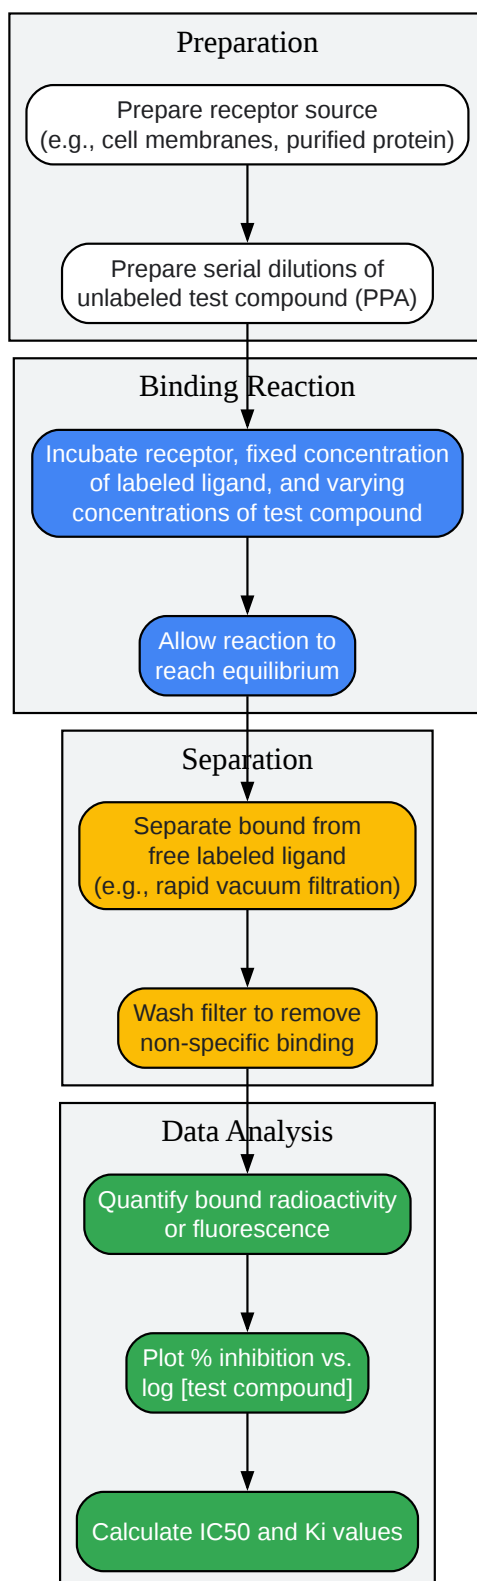 Preparation
Prepare receptor source
(e.g., cell membranes, purified protein)
Prepare serial dilutions of
unlabeled test compound (PPA)
Binding Reaction
Incubate receptor, fixed concentration
of labeled ligand, and varying
concentrations of test compound
Allow reaction to
reach equilibrium
Separation
Separate bound from
free labeled ligand
(e.g., rapid vacuum filtration)
Wash filter to remove
non-specific binding
Data Analysis
Quantify bound radioactivity
or fluorescence
Plot % inhibition vs.
log [test compound]
Calculate IC50 and Ki values